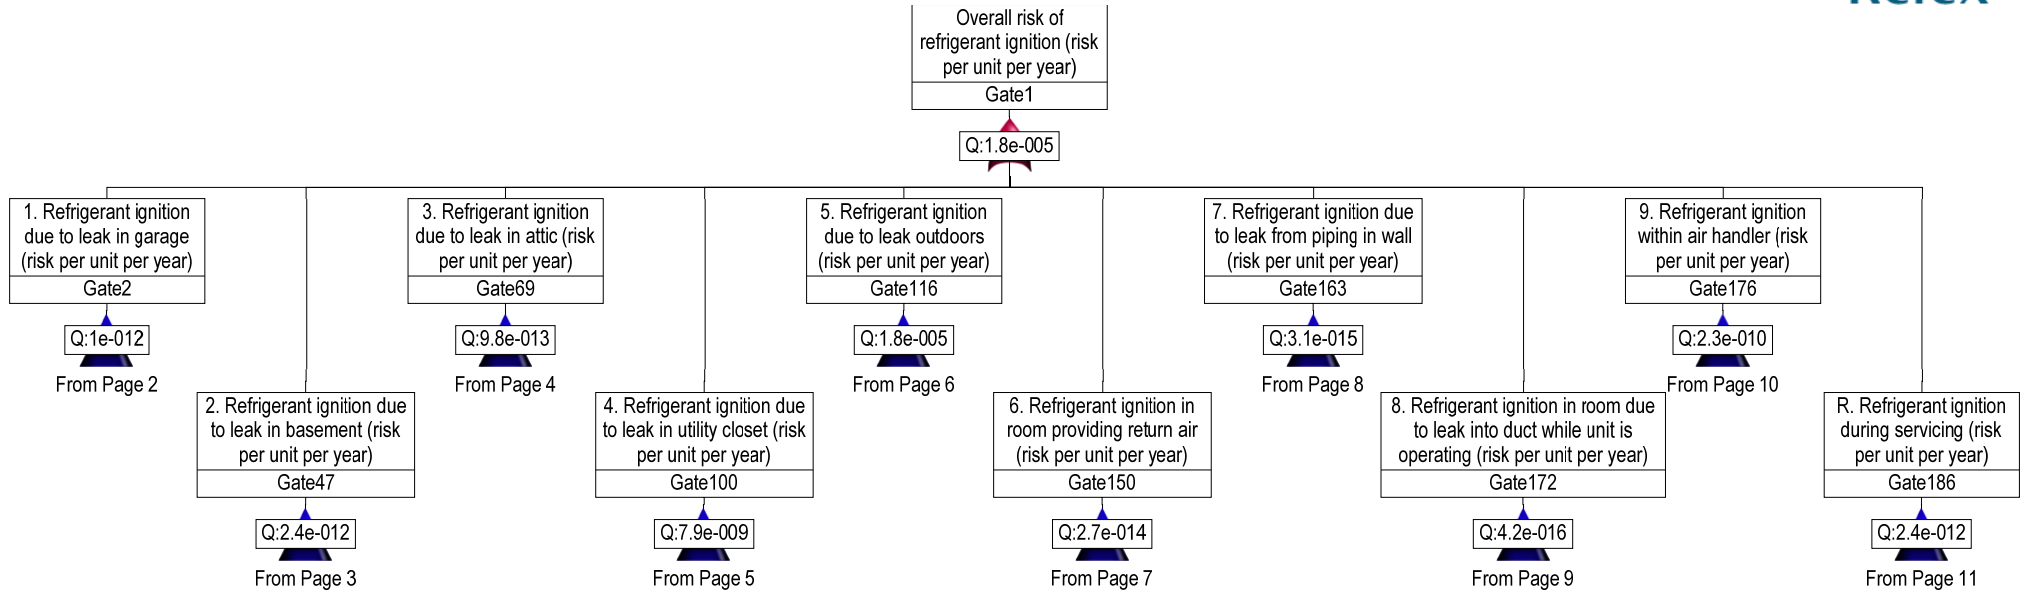 Overall risk of
refrigerant ignition (risk
per unit per year)
Gate1
Q:1.8e-005
1. Refrigerant ignition
due to leak in garage
(risk per unit per year)
Gate2
Q:1e-012
From Page 2
2. Refrigerant ignition due
to leak in basement (risk
per unit per year)
Gate47
Q:2.4e-012
From Page 3
3. Refrigerant ignition
due to leak in attic (risk
per unit per year)
Gate69
Q:9.8e-013
From Page 4
4. Refrigerant ignition due
to leak in utility closet (risk
per unit per year)
Gate100
Q:7.9e-009
From Page 5
5. Refrigerant ignition
due to leak outdoors
(risk per unit per year)
Gate116
Q:1.8e-005
From Page 6
6. Refrigerant ignition in
room providing return air
(risk per unit per year)
Gate150
Q:2.7e-014
From Page 7
7. Refrigerant ignition due
to leak from piping in wall
(risk per unit per year)
Gate163
Q:3.1e-015
From Page 8
8. Refrigerant ignition in room due
to leak into duct while unit is
operating (risk per unit per year)
Gate172
Q:4.2e-016
From Page 9
9. Refrigerant ignition
within air handler (risk
per unit per year)
Gate176
Q:2.3e-010
From Page 10
R. Refrigerant ignition
during servicing (risk
per unit per year)
Gate186
Q:2.4e-012
From Page 11